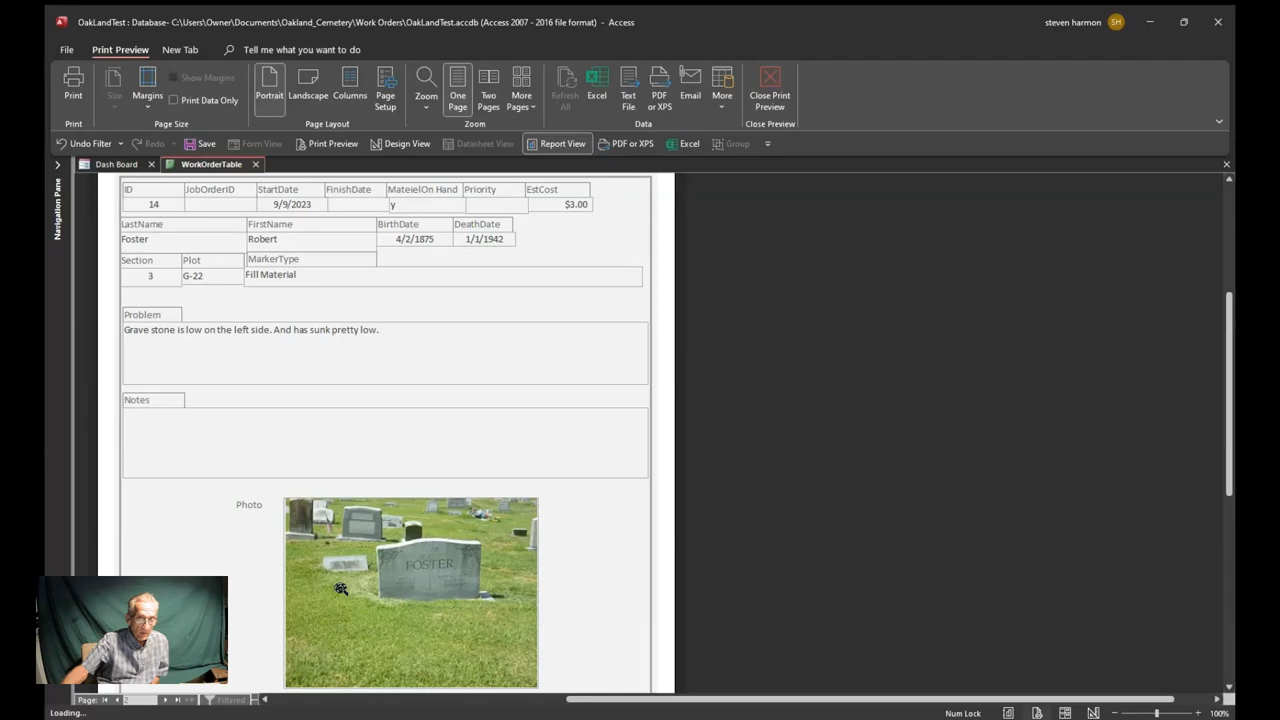 OakLandTest : Database- C:\Users\Owner\Documents\Oakland_Cemetery\Work Orders\OakLandTest.accdb (Access 2007 - 2016 file format) - Access
steven harmon
SH
File
Print Preview
New Tab
Tell me what you want to do
Print
Size
Margins
Show Margins
Print Data Only
Portrait
Landscape
Columns
Page Setup
Zoom
One Page
Two Pages
More Pages
Refresh All
Excel
Text File
PDF or XPS
Email
More
Close Print Preview
Print
Page Size
Page Layout
Zoom
Data
Close Preview
Undo Filter
Redo
Save
Form View
Print Preview
Design View
Datasheet View
Report View
PDF or XPS
Excel
Group
Navigation Pane
Dash Board
WorkOrderTable
ID JobOrderID StartDate FinishDate MateielOn Hand Priority EstCost
14 9/9/2023 y $3.00
LastName FirstName BirthDate DeathDate
Foster Robert 4/2/1875 1/1/1942
Section Plot MarkerType
3 G-22 Fill Material
Problem
Grave stone is low on the left side. And has sunk pretty low.
Notes
Photo
FOSTER
Page: 2
Filtered
Loading...
Num Lock
100%